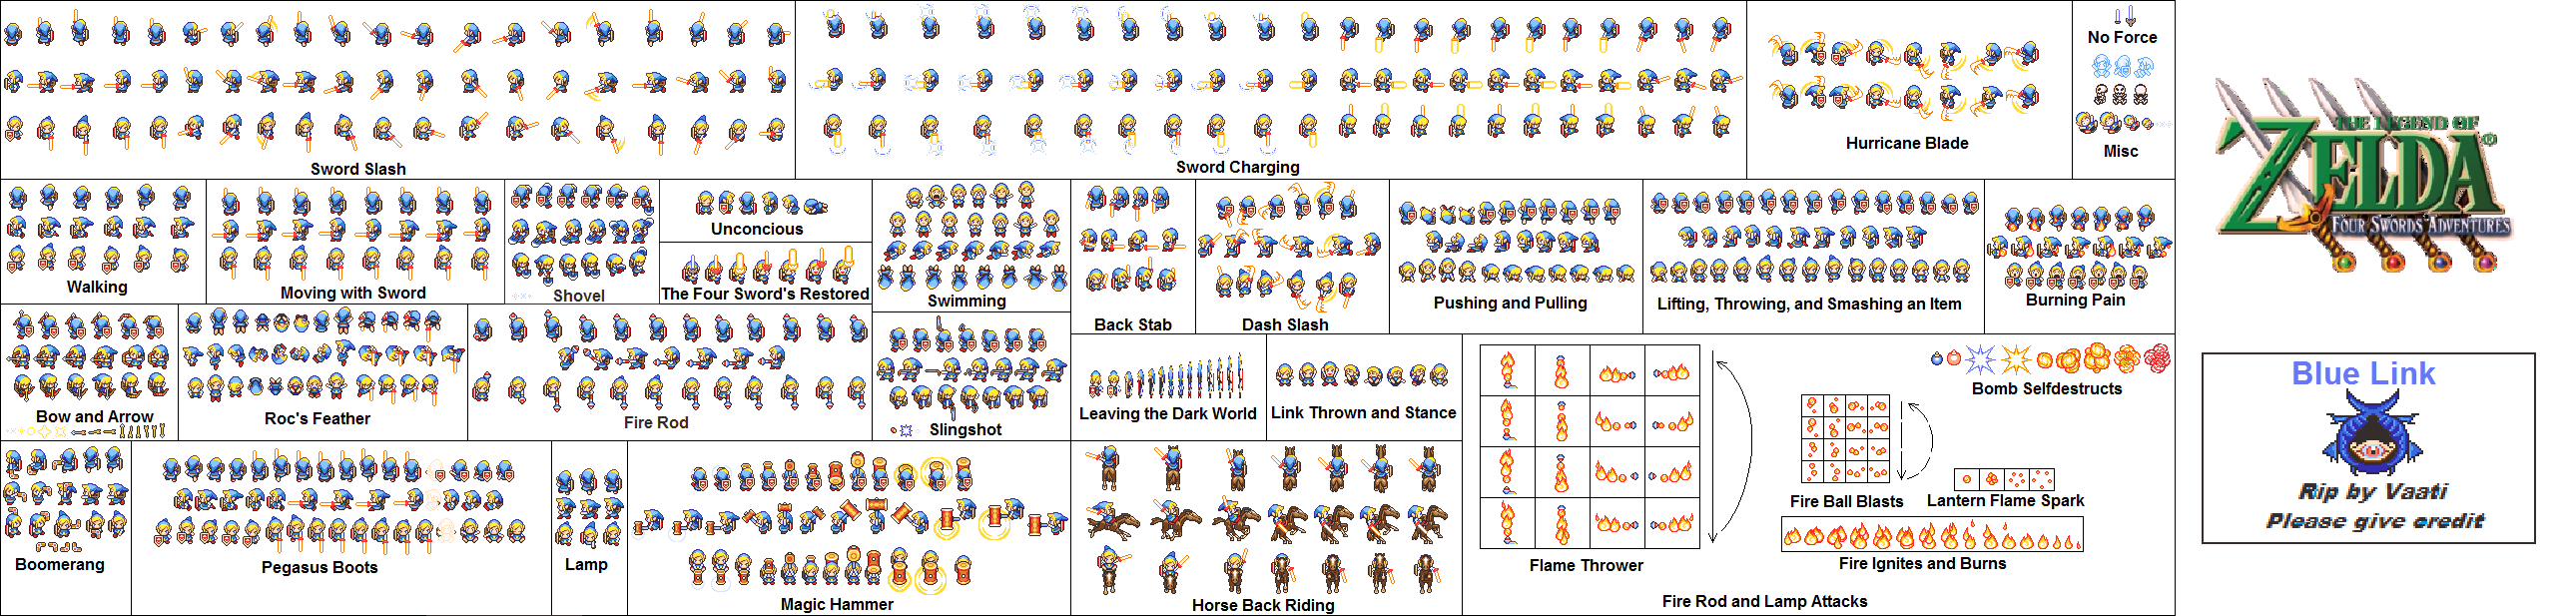 Sword Slash
Sword Charging
Hurricane Blade
No Force
Misc
THE LEGEND OF
ZELDA®
FOUR SWORDS ADVENTURES
Walking
Moving with Sword
Shovel
Unconcious
The Four Sword's Restored
Swimming
Back Stab
Dash Slash
Pushing and Pulling
Lifting, Throwing, and Smashing an Item
Burning Pain
Bow and Arrow
Roc's Feather
Fire Rod
Slingshot
Leaving the Dark World
Link Thrown and Stance
Bomb Selfdestructs
Fire Ball Blasts
Lantern Flame Spark
Fire Ignites and Burns
Flame Thrower
Fire Rod and Lamp Attacks
Boomerang
Pegasus Boots
Lamp
Magic Hammer
Horse Back Riding
Blue Link
Rip by Vaati
Please give credit